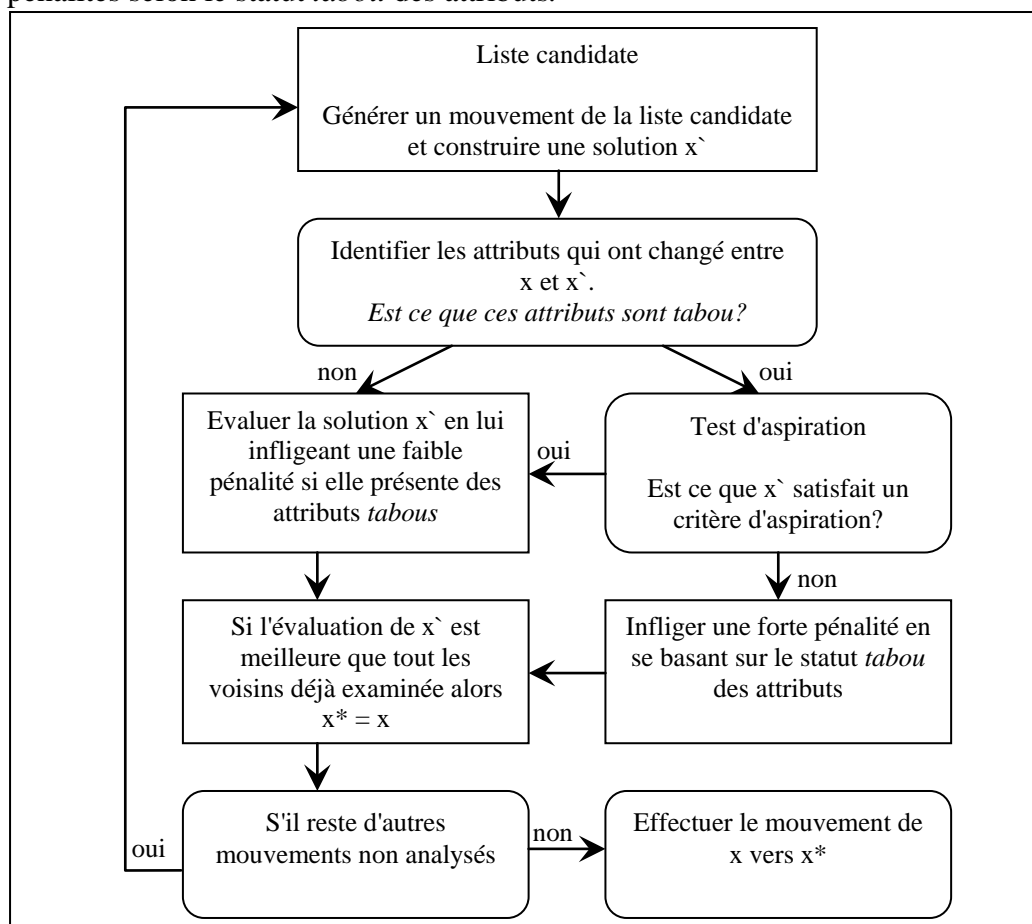 pénalités selon le statut tabou des attributs.
Liste candidate
Générer un mouvement de la liste candidate
et construire une solution x`
Identifier les attributs qui ont changé entre
x et x`.
Est ce que ces attributs sont tabou?
non
oui
Evaluer la solution x` en lui
infligeant une faible
pénalité si elle présente des
attributs tabous
oui
Test d'aspiration
Est ce que x` satisfait un
critère d'aspiration?
non
Si l'évaluation de x` est
meilleure que tout les
voisins déjà examinée alors
x* = x
Infliger une forte pénalité en
se basant sur le statut tabou
des attributs
oui
S'il reste d'autres
mouvements non analysés
non
Effectuer le mouvement de
x vers x*